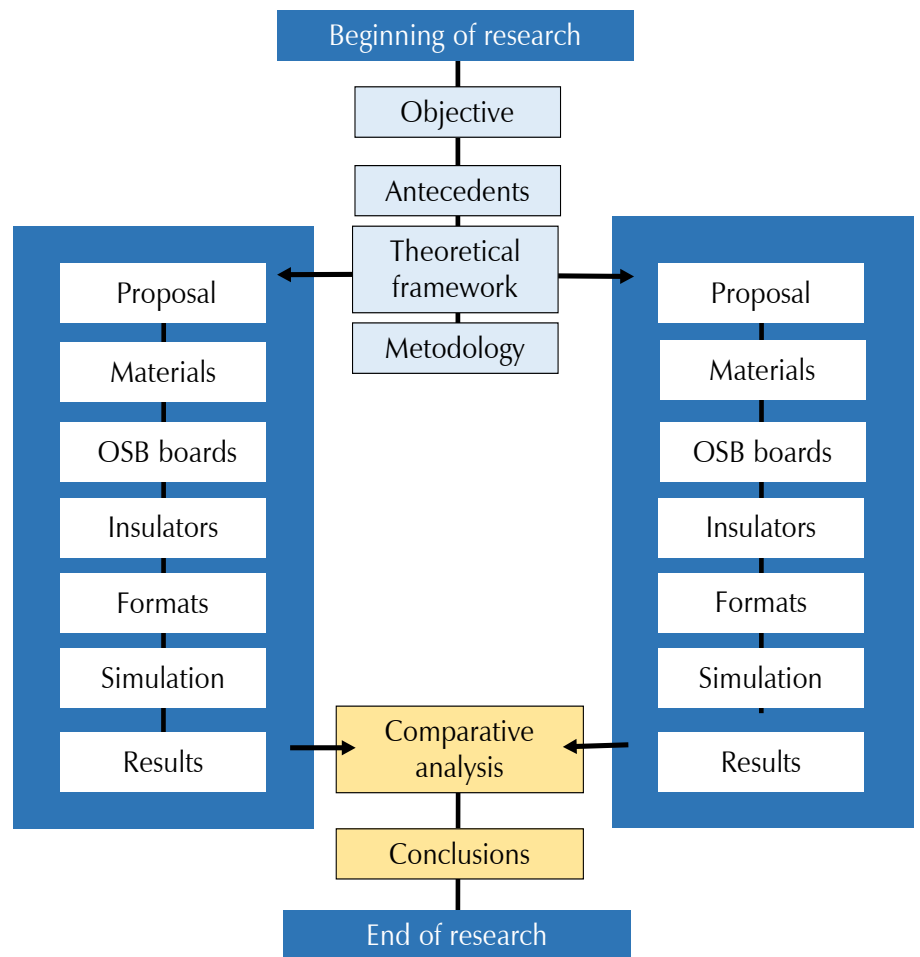 Beginning of research
Objective
Antecedents
Theoretical
framework
Metodology
Proposal
Materials
OSB boards
Insulators
Formats
Simulation
Results
Proposal
Materials
OSB boards
Insulators
Formats
Simulation
Results
Comparative
analysis
Conclusions
End of research